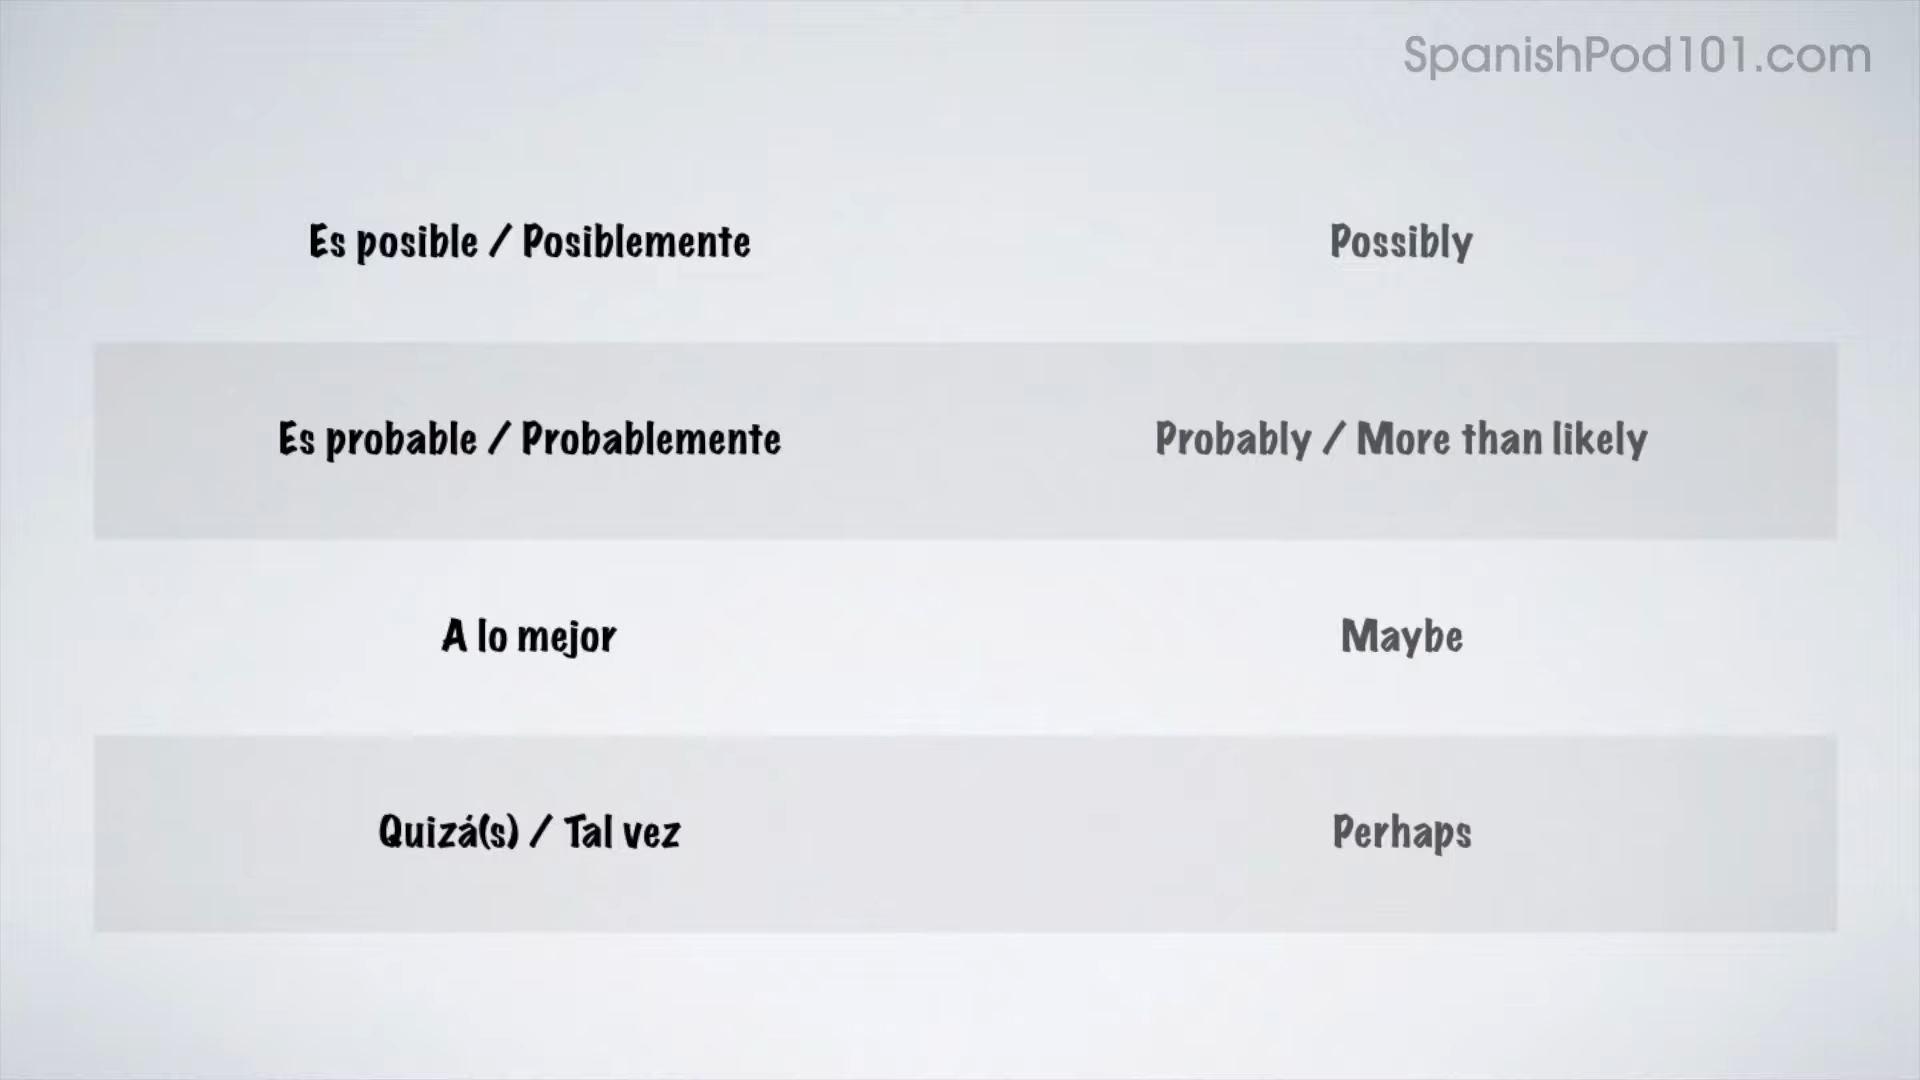 SpanishPod101.com
Es posible / Posiblemente Possibly
Es probable / Probablemente Probably / More than likely
A lo mejor Maybe
Quizá(s) / Tal vez Perhaps